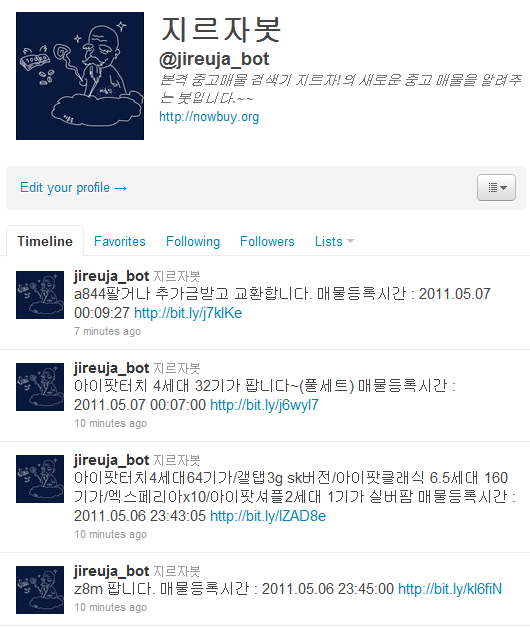 지르자봇
@jireuja_bot
본격 중고매물 검색기 지르자!의 새로운 중고 매물을 알려주
는 봇입니다.~~
http://nowbuy.org
Edit your profile →
Timeline Favorites Following Followers Lists
jireuja_bot 지르자봇
a844팔거나 추가금받고 교환합니다. 매물등록시간 : 2011.05.07
00:09:27 http://bit.ly/j7klKe
7 minutes ago
jireuja_bot 지르자봇
아이팟터치 4세대 32기가 팝니다~(풀세트) 매물등록시간 :
2011.05.07 00:07:00 http://bit.ly/j6wyl7
10 minutes ago
jireuja_bot 지르자봇
아이팟터치4세대64기가/갤탭3g sk버전/아이팟클래식 6.5세대 160
기가/엑스페리아x10/아이팟셔플2세대 1기가 실버팜 매물등록시간 :
2011.05.06 23:43:05 http://bit.ly/lZAD8e
10 minutes ago
jireuja_bot 지르자봇
z8m 팝니다. 매물등록시간 : 2011.05.06 23:45:00 http://bit.ly/kl6fiN
10 minutes ago